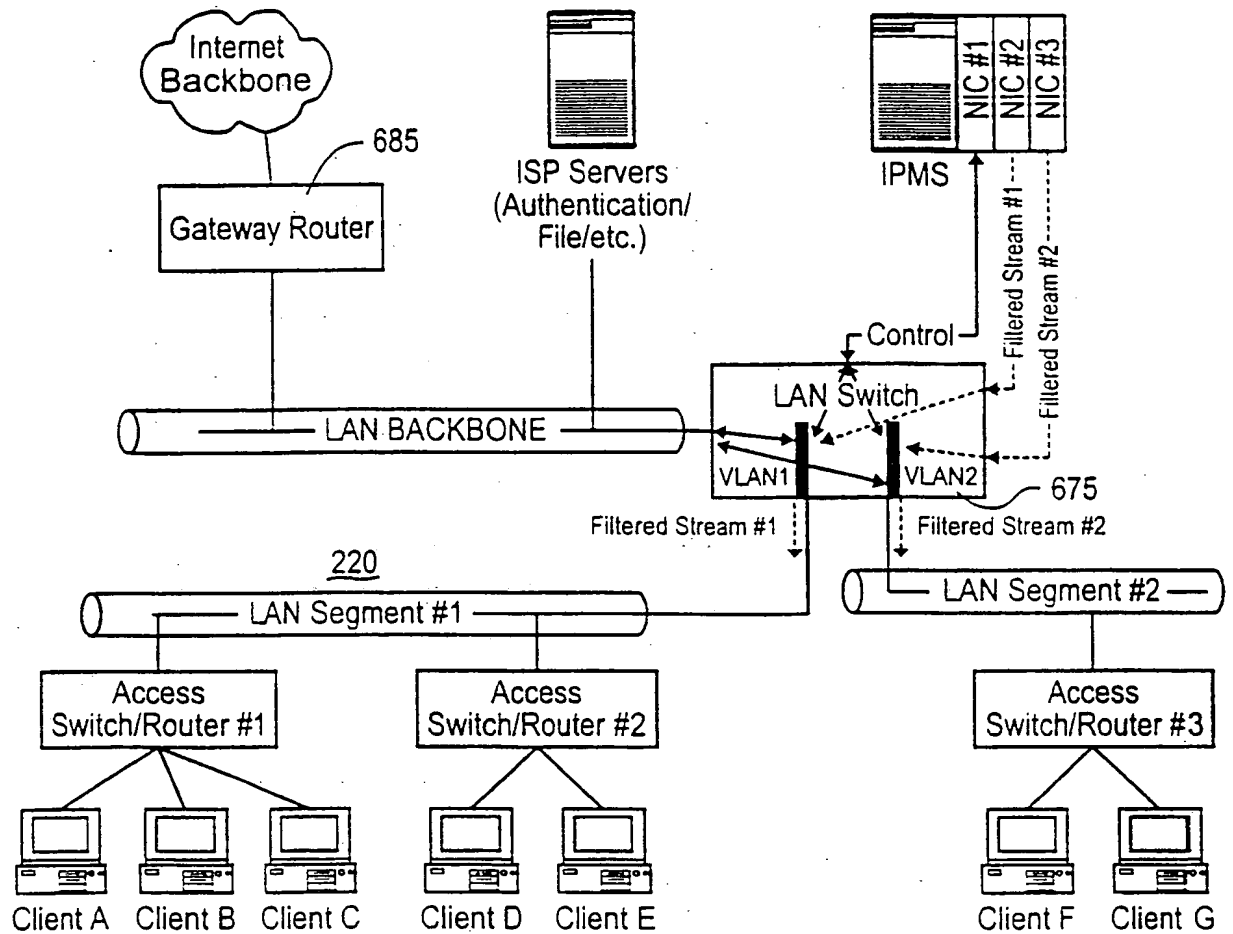 Internet
Backbone
685
Gateway Router
ISP Servers
(Authentication/
File/etc.)
NIC #1
NIC #2
NIC #3
IPMS
Filtered Stream #1
Filtered Stream #2
Control
LAN Switch
LAN BACKBONE
VLAN1
VLAN2
675
Filtered Stream #1
Filtered Stream #2
220
LAN Segment #1
LAN Segment #2
Access
Switch/Router #1
Access
Switch/Router #2
Access
Switch/Router #3
Client A
Client B
Client C
Client D
Client E
Client F
Client G